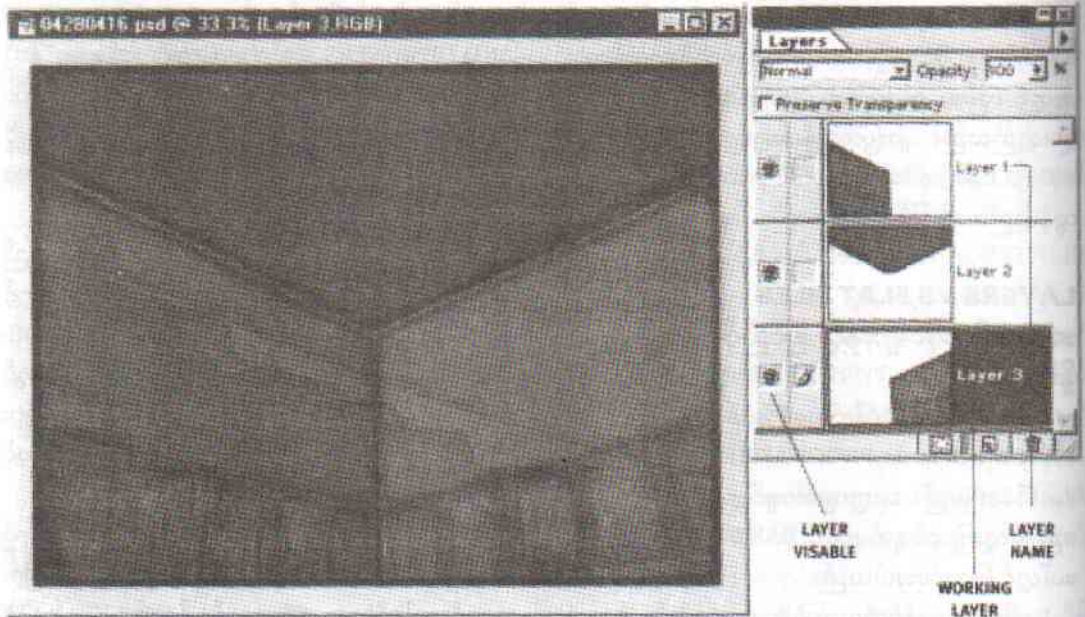 04280416.psd @ 33.3% (Layer 3,RGB)
Layers
Normal
Opacity: 100 %
Preserve Transparency
Layer 1
Layer 2
Layer 3
LAYER
VISABLE
LAYER
NAME
WORKING
LAYER